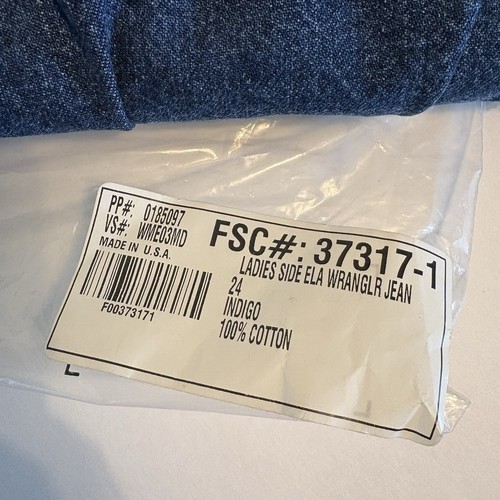 PP#: 0185097
VS#: WME03MD
MADE IN U.S.A.
F00373171
FSC#: 37317-1
LADIES SIDE ELA WRANGLR JEAN
24
INDIGO
100% COTTON